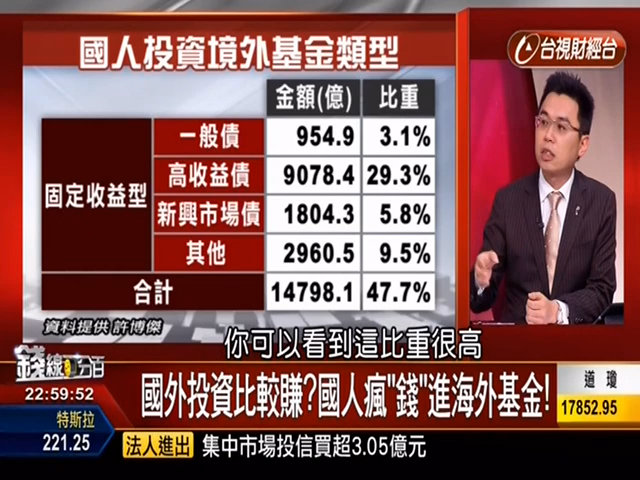 國人投資境外基金類型
台視財經台
金額(億) 比重
固定收益型
一般債 954.9 3.1%
高收益債 9078.4 29.3%
新興市場債 1804.3 5.8%
其他 2960.5 9.5%
合計 14798.1 47.7%
資料提供 許博傑
你可以看到這比重很高
錢線百分百
國外投資比較賺?國人瘋"錢"進海外基金!
道瓊
17852.95
22:59:52
特斯拉
221.25
法人進出 集中市場投信買超3.05億元